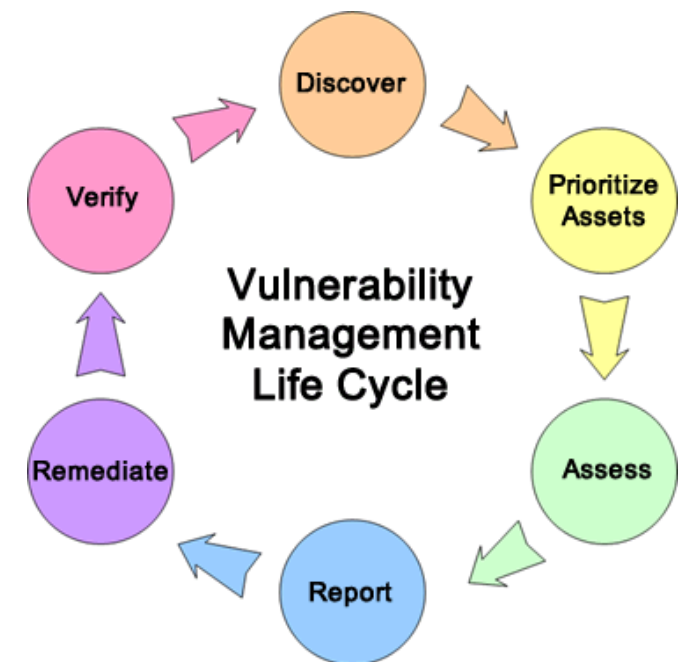 Discover
Prioritize
Assets
Assess
Report
Remediate
Verify
Vulnerability
Management
Life Cycle